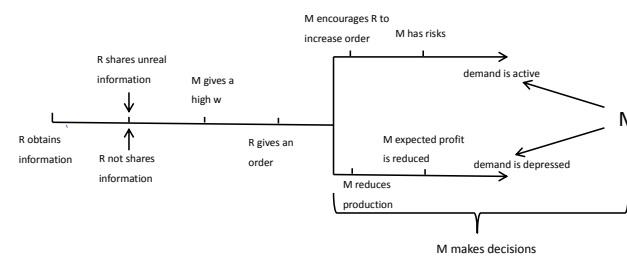 M encourages R to
increase order
M has risks
R shares unreal
information
M gives a
high w
demand is active
R obtains
information
R not shares
information
R gives an
order
M expected profit
is reduced
demand is depressed
M reduces
production
M
M makes decisions